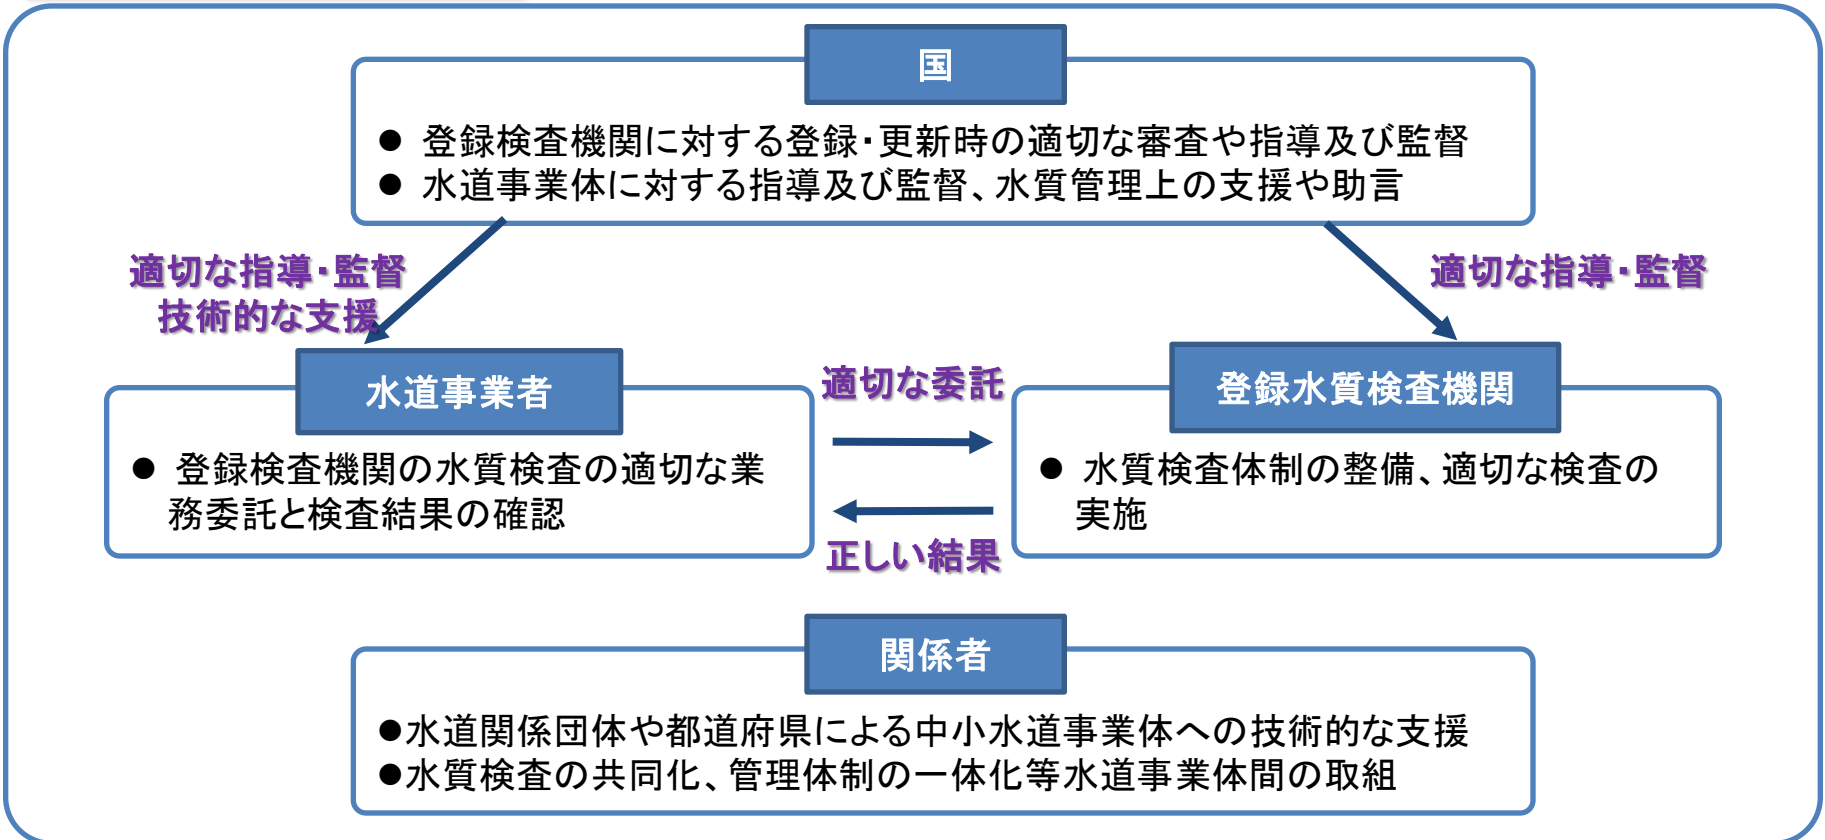 国
● 登録検査機関に対する登録・更新時の適切な審査や指導及び監督
● 水道事業体に対する指導及び監督、水質管理上の支援や助言
適切な指導・監督
技術的な支援
適切な指導・監督
水道事業者
● 登録検査機関の水質検査の適切な業
務委託と検査結果の確認
適切な委託
正しい結果
登録水質検査機関
● 水質検査体制の整備、適切な検査の
実施
関係者
●水道関係団体や都道府県による中小水道事業体への技術的な支援
●水質検査の共同化、管理体制の一体化等水道事業体間の取組